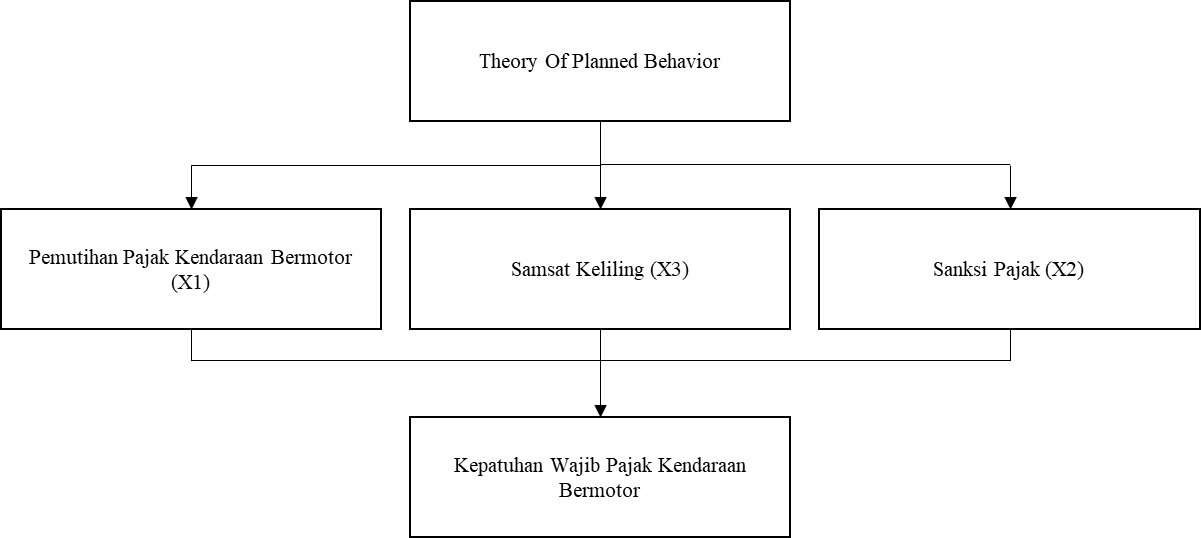 Theory Of Planned Behavior
Pemutihan Pajak Kendaraan Bermotor
(X1)
Samsat Keliling (X3)
Sanksi Pajak (X2)
Kepatuhan Wajib Pajak Kendaraan
Bermotor